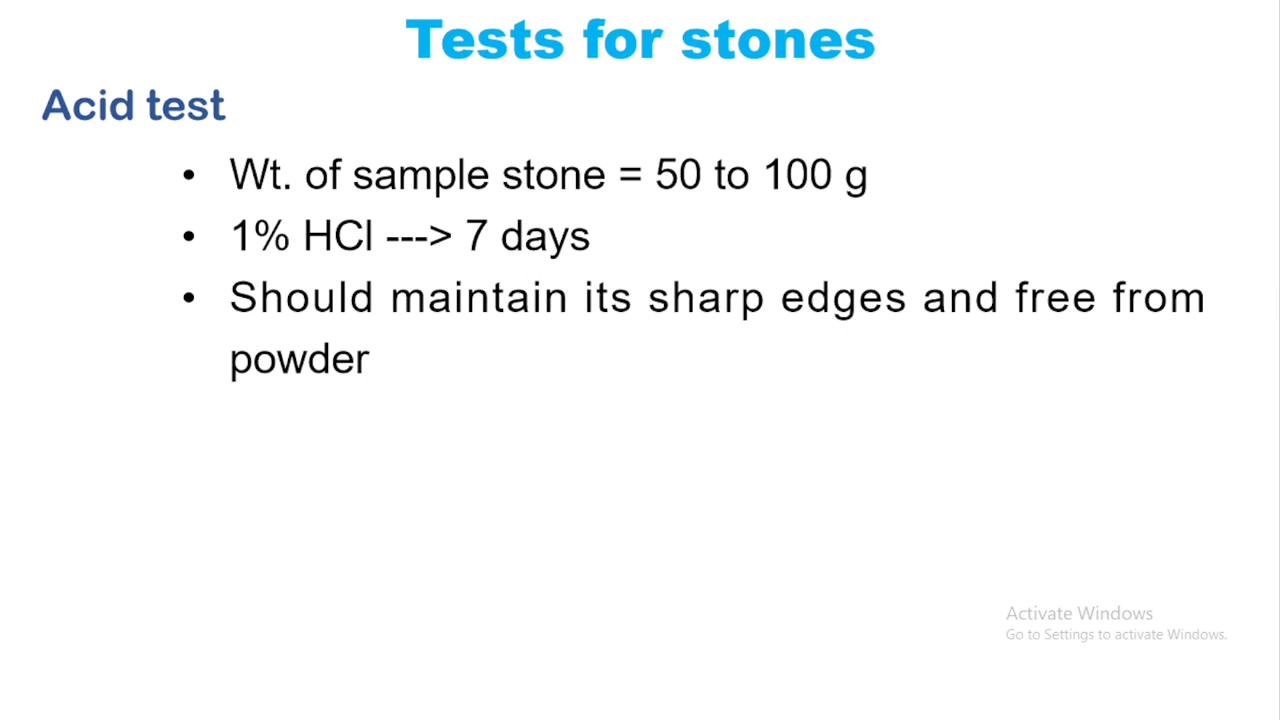 Tests for stones
Acid test
• Wt. of sample stone = 50 to 100 g
• 1% HCl ---> 7 days
• Should maintain its sharp edges and free from
powder
Activate Windows
Go to Settings to activate Windows.